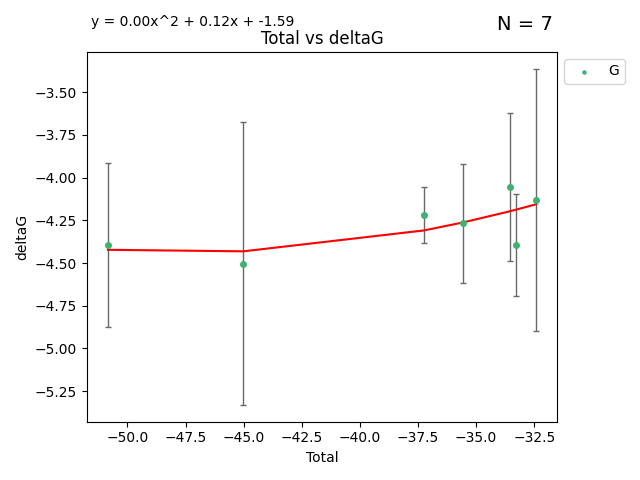 y = 0.00x^2 + 0.12x + -1.59
N = 7
Total vs deltaG
G
−3.50
−3.75
−4.00
−4.25
−4.50
−4.75
−5.00
−5.25
deltaG
−50.0 −47.5 −45.0 −42.5 −40.0 −37.5 −35.0 −32.5
Total